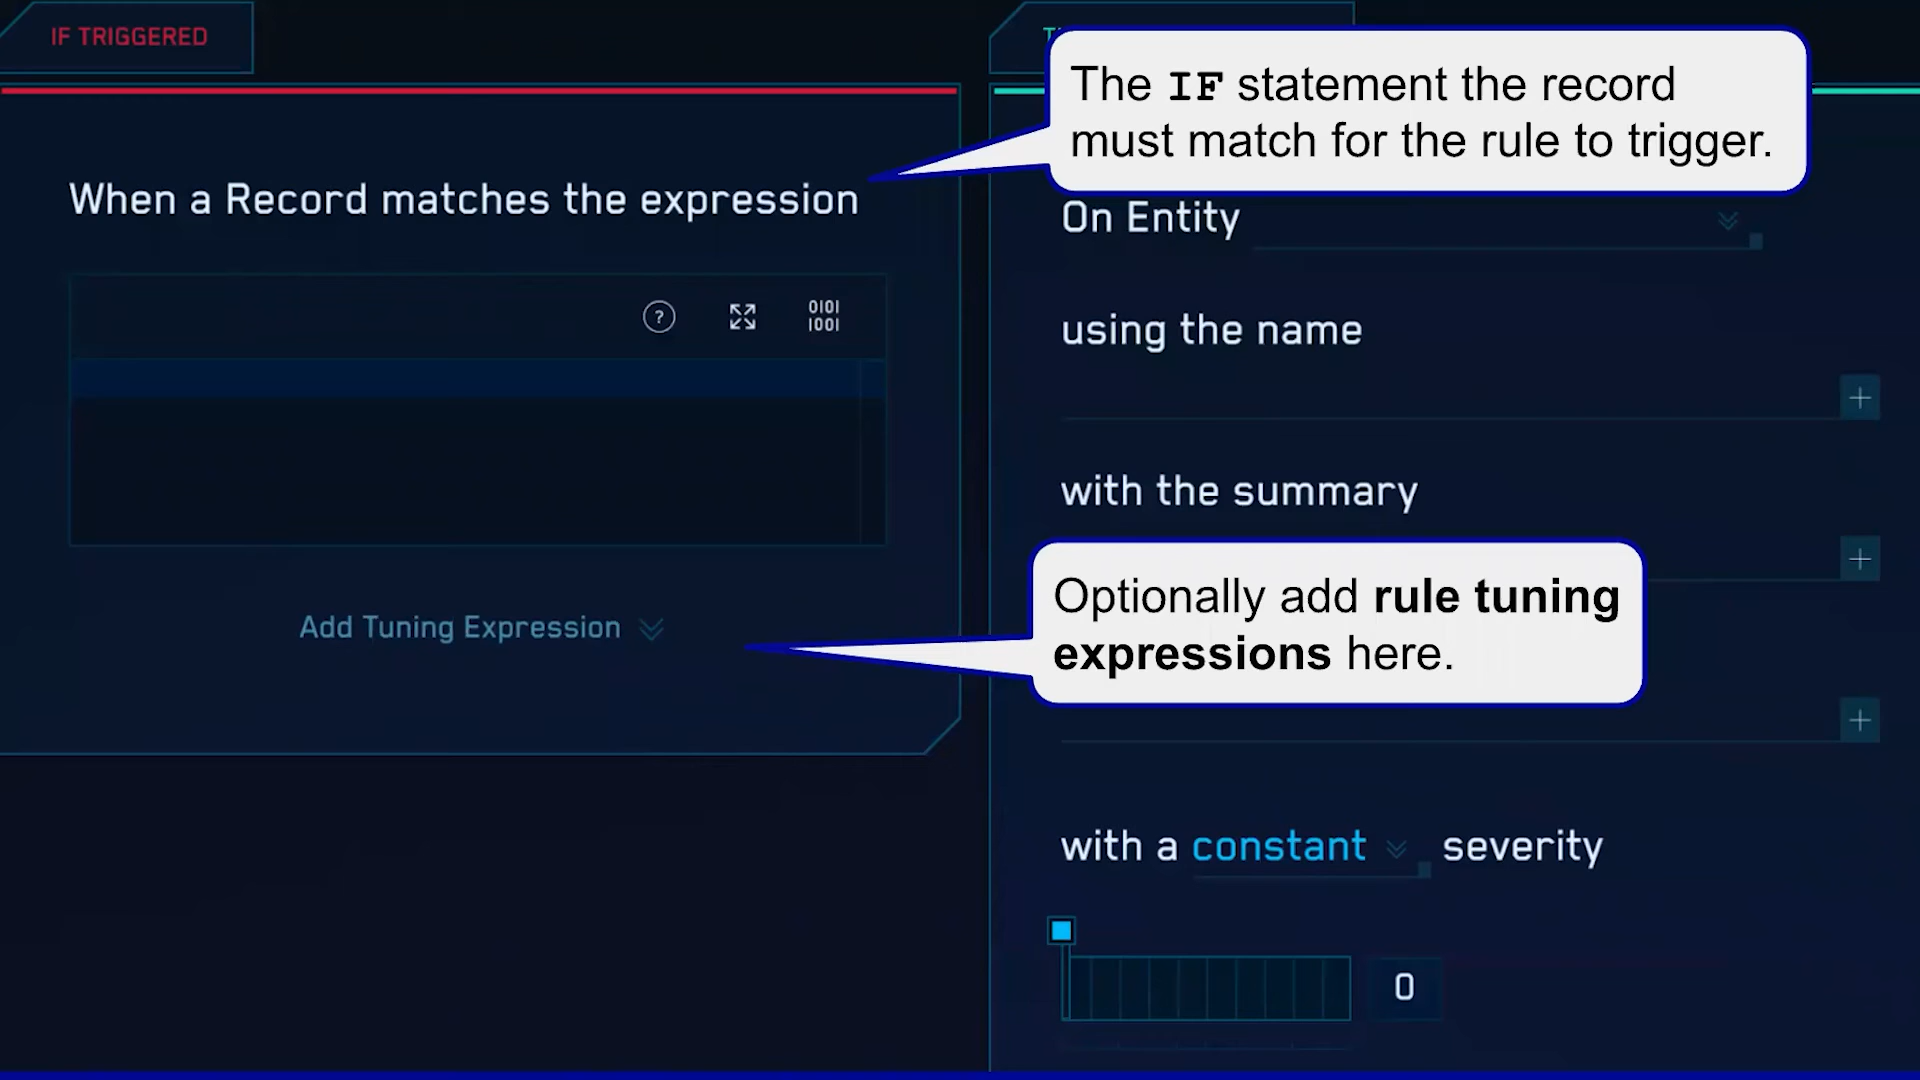 IF TRIGGERED
When a Record matches the expression
?
0101
1001
Add Tuning Expression
The IF statement the record
must match for the rule to trigger.
On Entity
using the name
+
with the summary
+
Optionally add rule tuning
expressions here.
+
with a constant severity
0